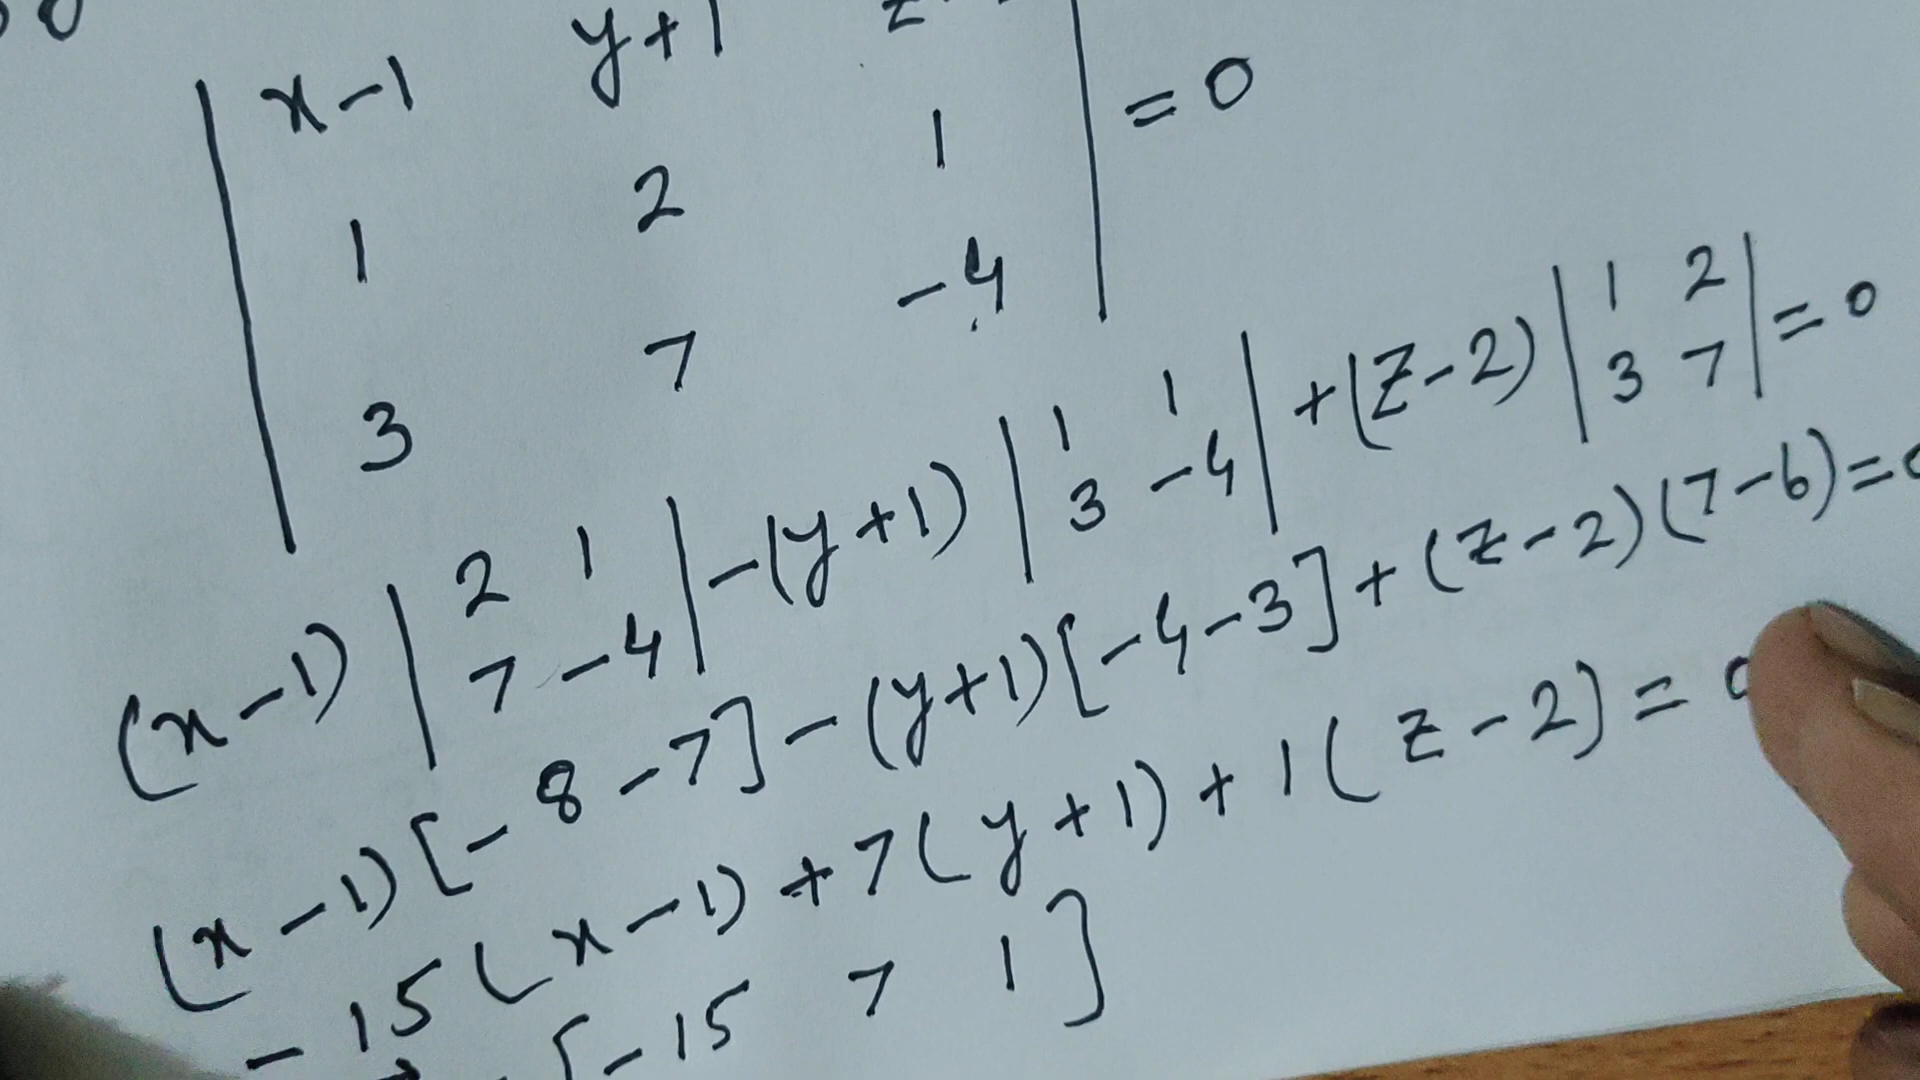 | x-1 y+1 z- | = 0
| 1 2 1 |
| 3 7 -4 |
(x-1) | 2 1 | -(y+1) | 1 1 | +(z-2) | 1 2 | = 0
| 7 -4 | | 3 -4 | | 3 7 |
(x-1)[-8-7]-(y+1)[-4-3]+(z-2)(7-6)=0
-15(x-1)+7(y+1)+1(z-2)=0
[-15 7 1]